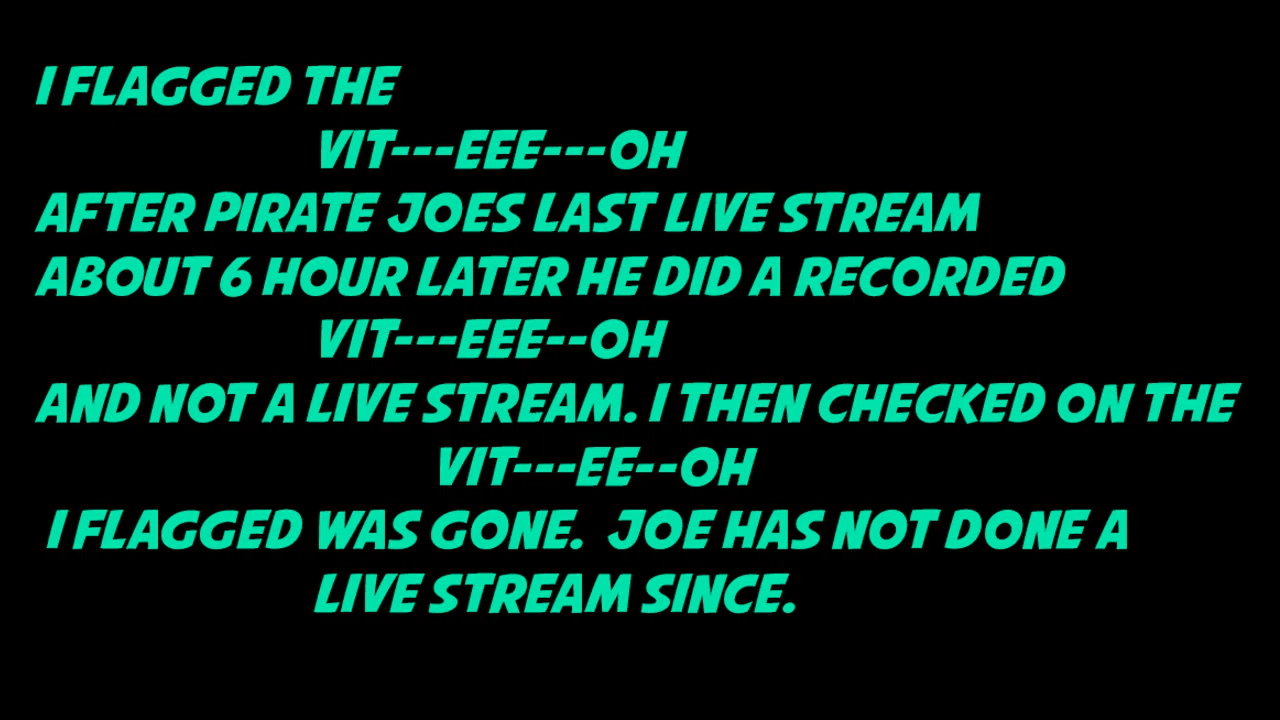 I FLAGGED THE
VIT---EEE---OH
AFTER PIRATE JOES LAST LIVE STREAM
ABOUT 6 HOUR LATER HE DID A RECORDED
VIT---EEE--OH
AND NOT A LIVE STREAM. I THEN CHECKED ON THE
VIT---EE--OH
I FLAGGED WAS GONE. JOE HAS NOT DONE A
LIVE STREAM SINCE.